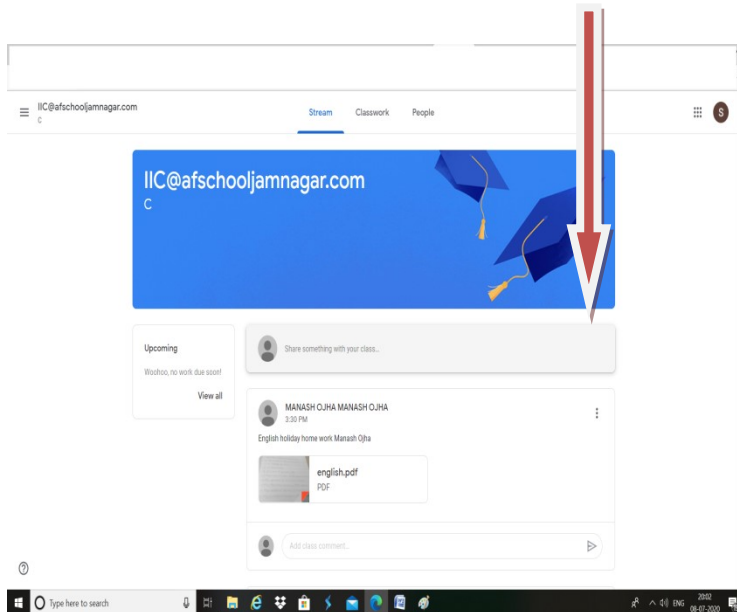 IIC@afschooljamnagar.com
C
Stream Classwork People
S
IIC@afschooljamnagar.com
C
Upcoming
Woohoo, no work due soon!
View all
Share something with your class...
MANASH OJHA MANASH OJHA
3:30 PM
English holiday home work Manash Ojha
english.pdf
PDF
Add class comment...
Type here to search
ENG
20:02
08-07-2020